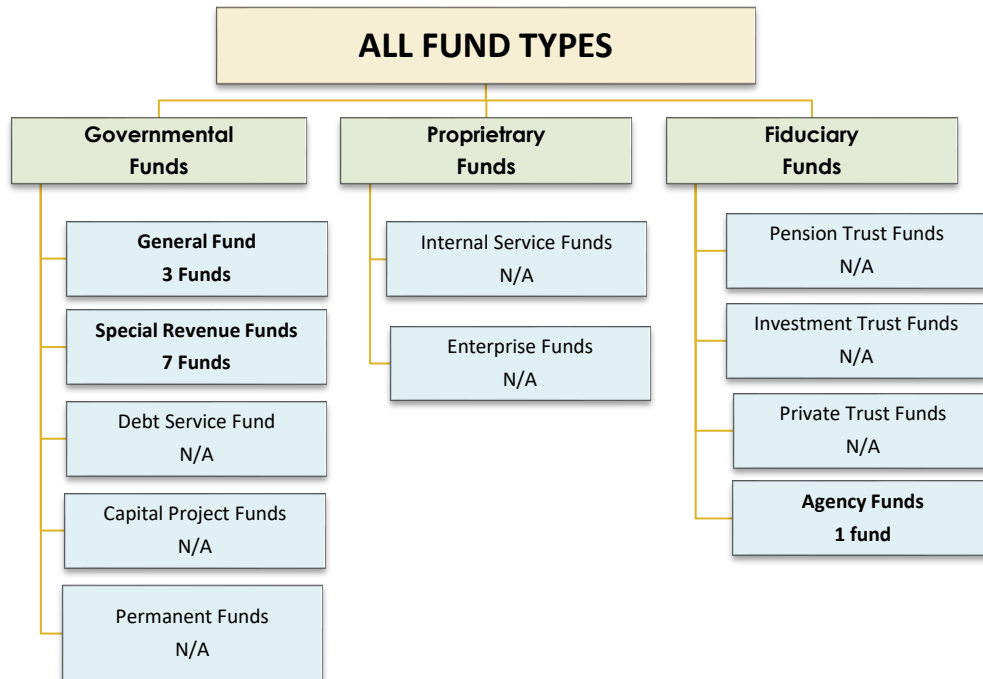 ALL FUND TYPES
Governmental
Funds
General Fund
3 Funds
Special Revenue Funds
7 Funds
Debt Service Fund
N/A
Capital Project Funds
N/A
Permanent Funds
N/A
Proprietrary
Funds
Internal Service Funds
N/A
Enterprise Funds
N/A
Fiduciary
Funds
Pension Trust Funds
N/A
Investment Trust Funds
N/A
Private Trust Funds
N/A
Agency Funds
1 fund